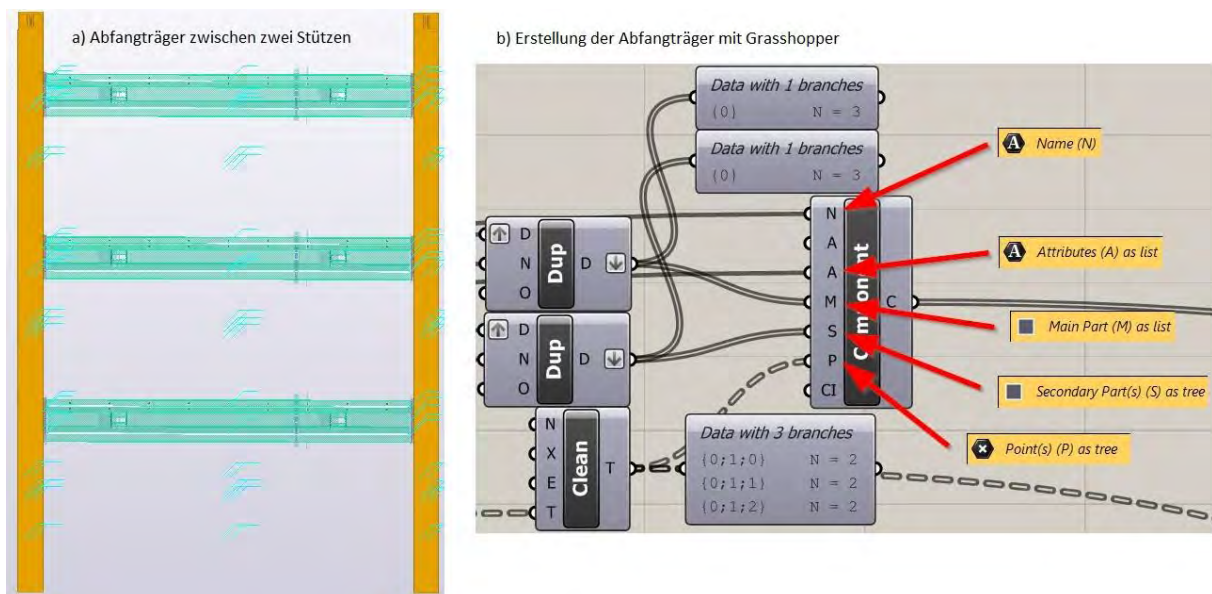 a) Abfangträger zwischen zwei Stützen
b) Erstellung der Abfangträger mit Grasshopper
Data with 1 branches
{0} N = 3
Data with 1 branches
{0} N = 3
A Name (N)
D
N
O
Dup
D
D
N
O
Dup
D
N
A
A
M
S
P
CI
Component
C
A Attributes (A) as list
Main Part (M) as list
Secondary Part(s) (S) as tree
Point(s) (P) as tree
N
X
E
T
Clean
T
Data with 3 branches
{0;1;0} N = 2
{0;1;1} N = 2
{0;1;2} N = 2